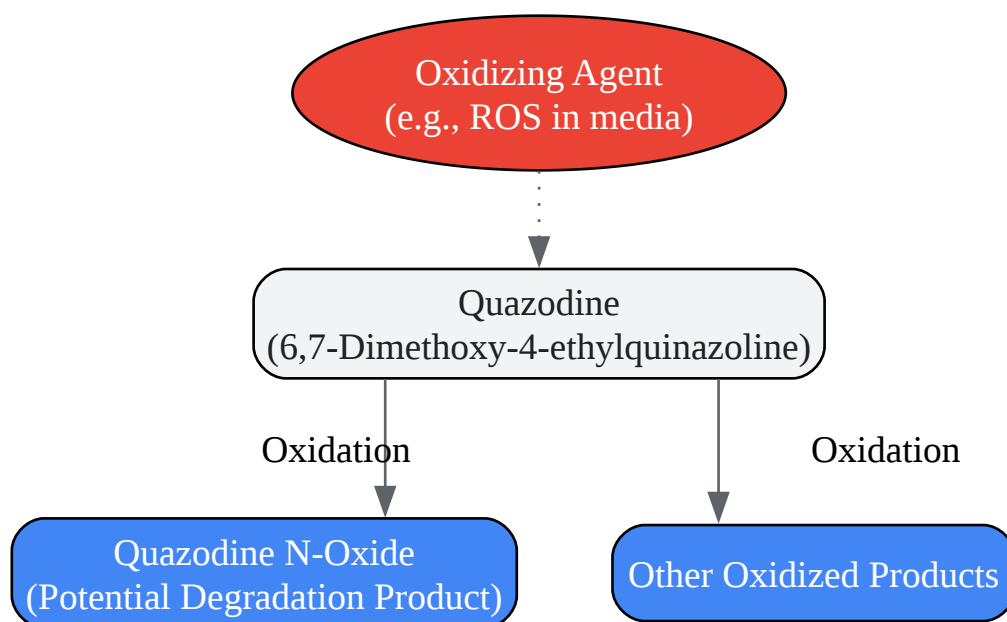 Oxidizing Agent
(e.g., ROS in media)
Quazodine
(6,7-Dimethoxy-4-ethylquinazoline)
Oxidation
Oxidation
Quazodine N-Oxide
(Potential Degradation Product)
Other Oxidized Products